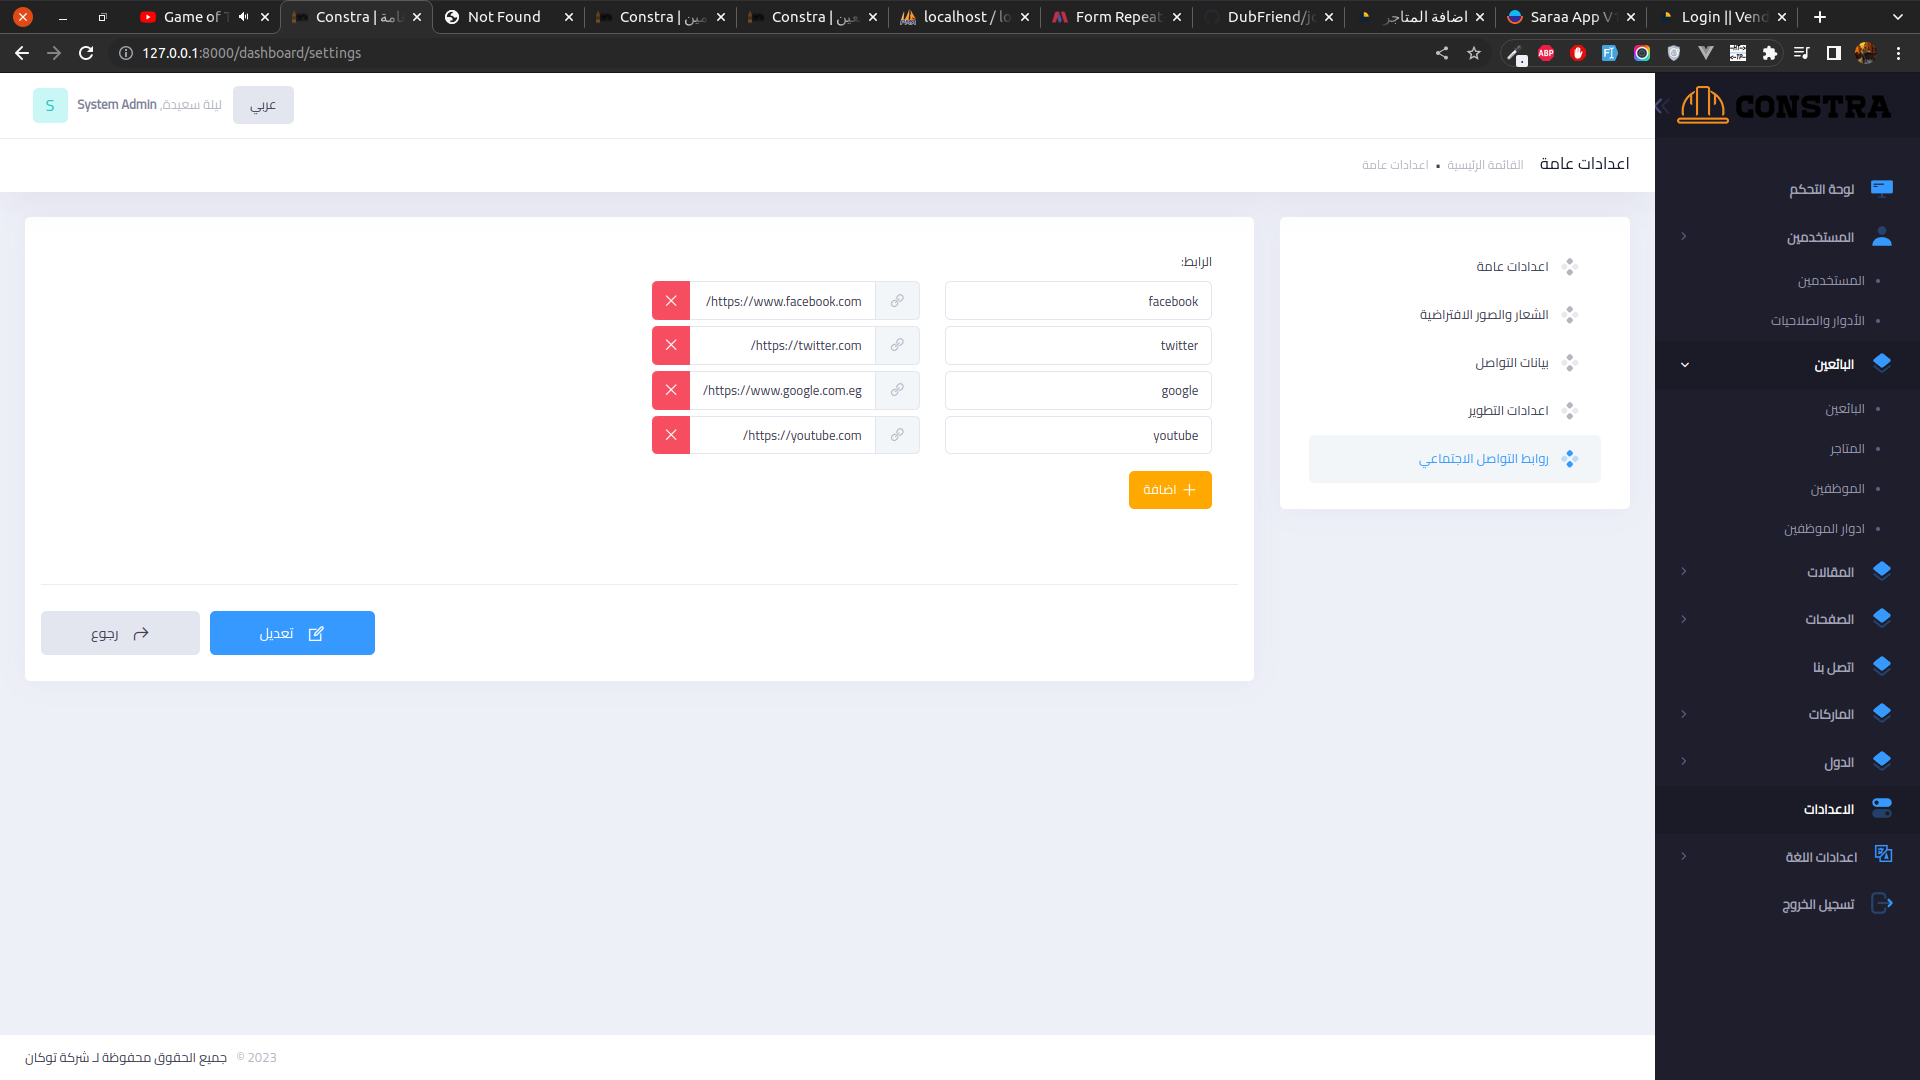 Game of
Constra |
Not Found
Constra |
Constra |
localhost / lo
Form Repeat
DubFriend/jq
اضافة المتاجر
Saraa App V1
Login || Vend
127.0.0.1:8000/dashboard/settings
CONSTRA
عربي
ليلة سعيدة, System Admin
S
اعدادات عامة
القائمة الرئيسية • اعدادات عامة
لوحة التحكم
المستخدمين
المستخدمين
الأدوار والصلاحيات
البائعين
البائعين
المتاجر
الموظفين
ادوار الموظفين
المقالات
الصفحات
اتصل بنا
الماركات
الدول
الاعدادات
اعدادات اللغة
تسجيل الخروج
اعدادات عامة
الشعار والصور الافتراضية
بيانات التواصل
اعدادات التطوير
روابط التواصل الاجتماعي
الرابط:
facebook
/https://www.facebook.com
twitter
/https://twitter.com
google
/https://www.google.com.eg
youtube
/https://youtube.com
اضافة
تعديل
رجوع
2023 © جميع الحقوق محفوظة لـ شركة توكان